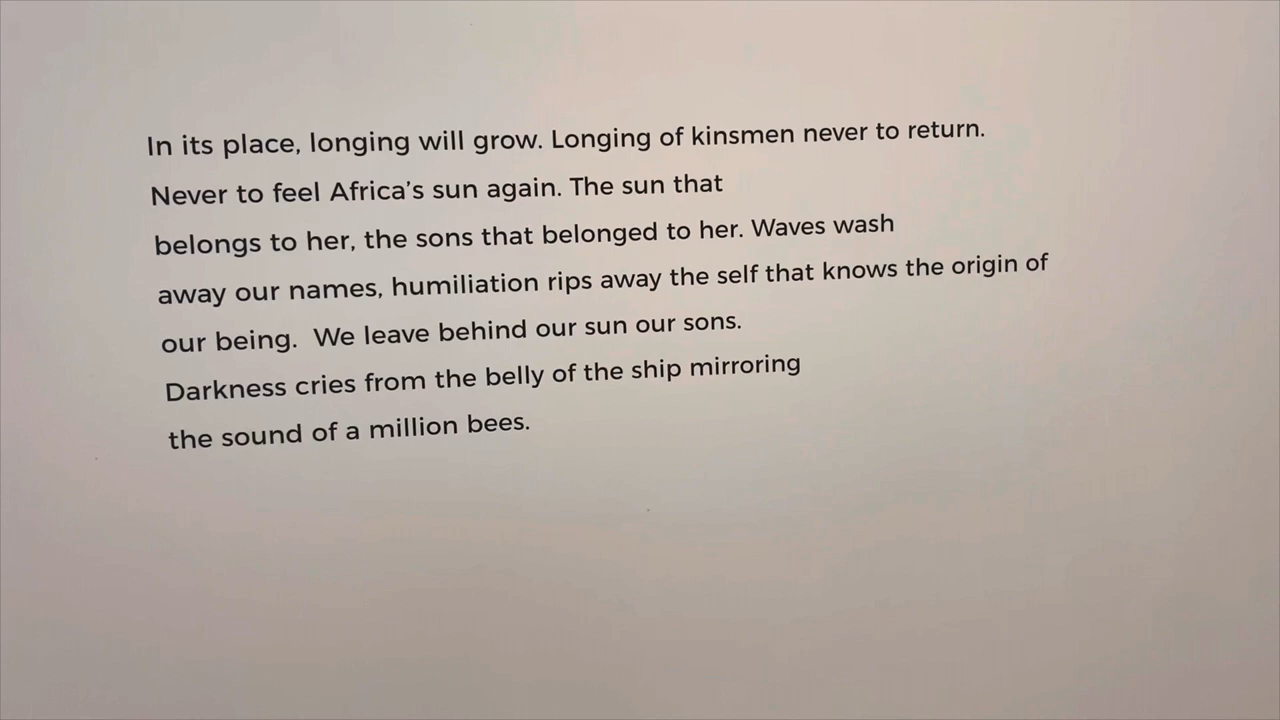 In its place, longing will grow. Longing of kinsmen never to return.
Never to feel Africa’s sun again. The sun that
belongs to her, the sons that belonged to her. Waves wash
away our names, humiliation rips away the self that knows the origin of
our being.  We leave behind our sun our sons.
Darkness cries from the belly of the ship mirroring
the sound of a million bees.